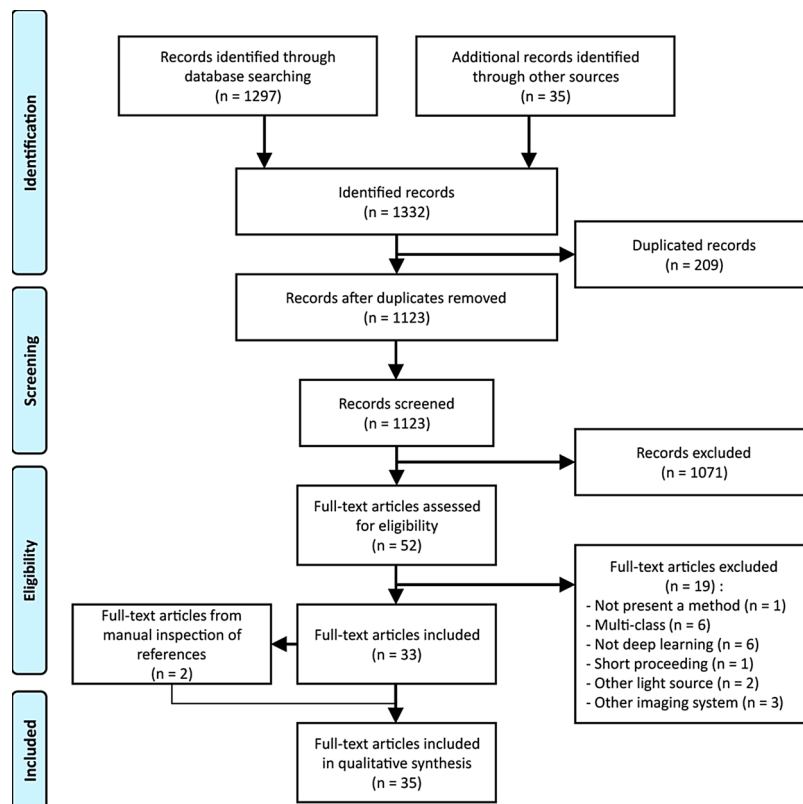 Identification
Records identified through
database searching
(n = 1297)
Additional records identified
through other sources
(n = 35)
Identified records
(n = 1332)
Duplicated records
(n = 209)
Records after duplicates removed
(n = 1123)
Screening
Records screened
(n = 1123)
Records excluded
(n = 1071)
Eligibility
Full-text articles assessed
for eligibility
(n = 52)
Full-text articles excluded
(n = 19) :
- Not present a method (n = 1)
- Multi-class (n = 6)
- Not deep learning (n = 6)
- Short proceeding (n = 1)
- Other light source (n = 2)
- Other imaging system (n = 3)
Full-text articles from
manual inspection of
references
(n = 2)
Full-text articles included
(n = 33)
Included
Full-text articles included
in qualitative synthesis
(n = 35)